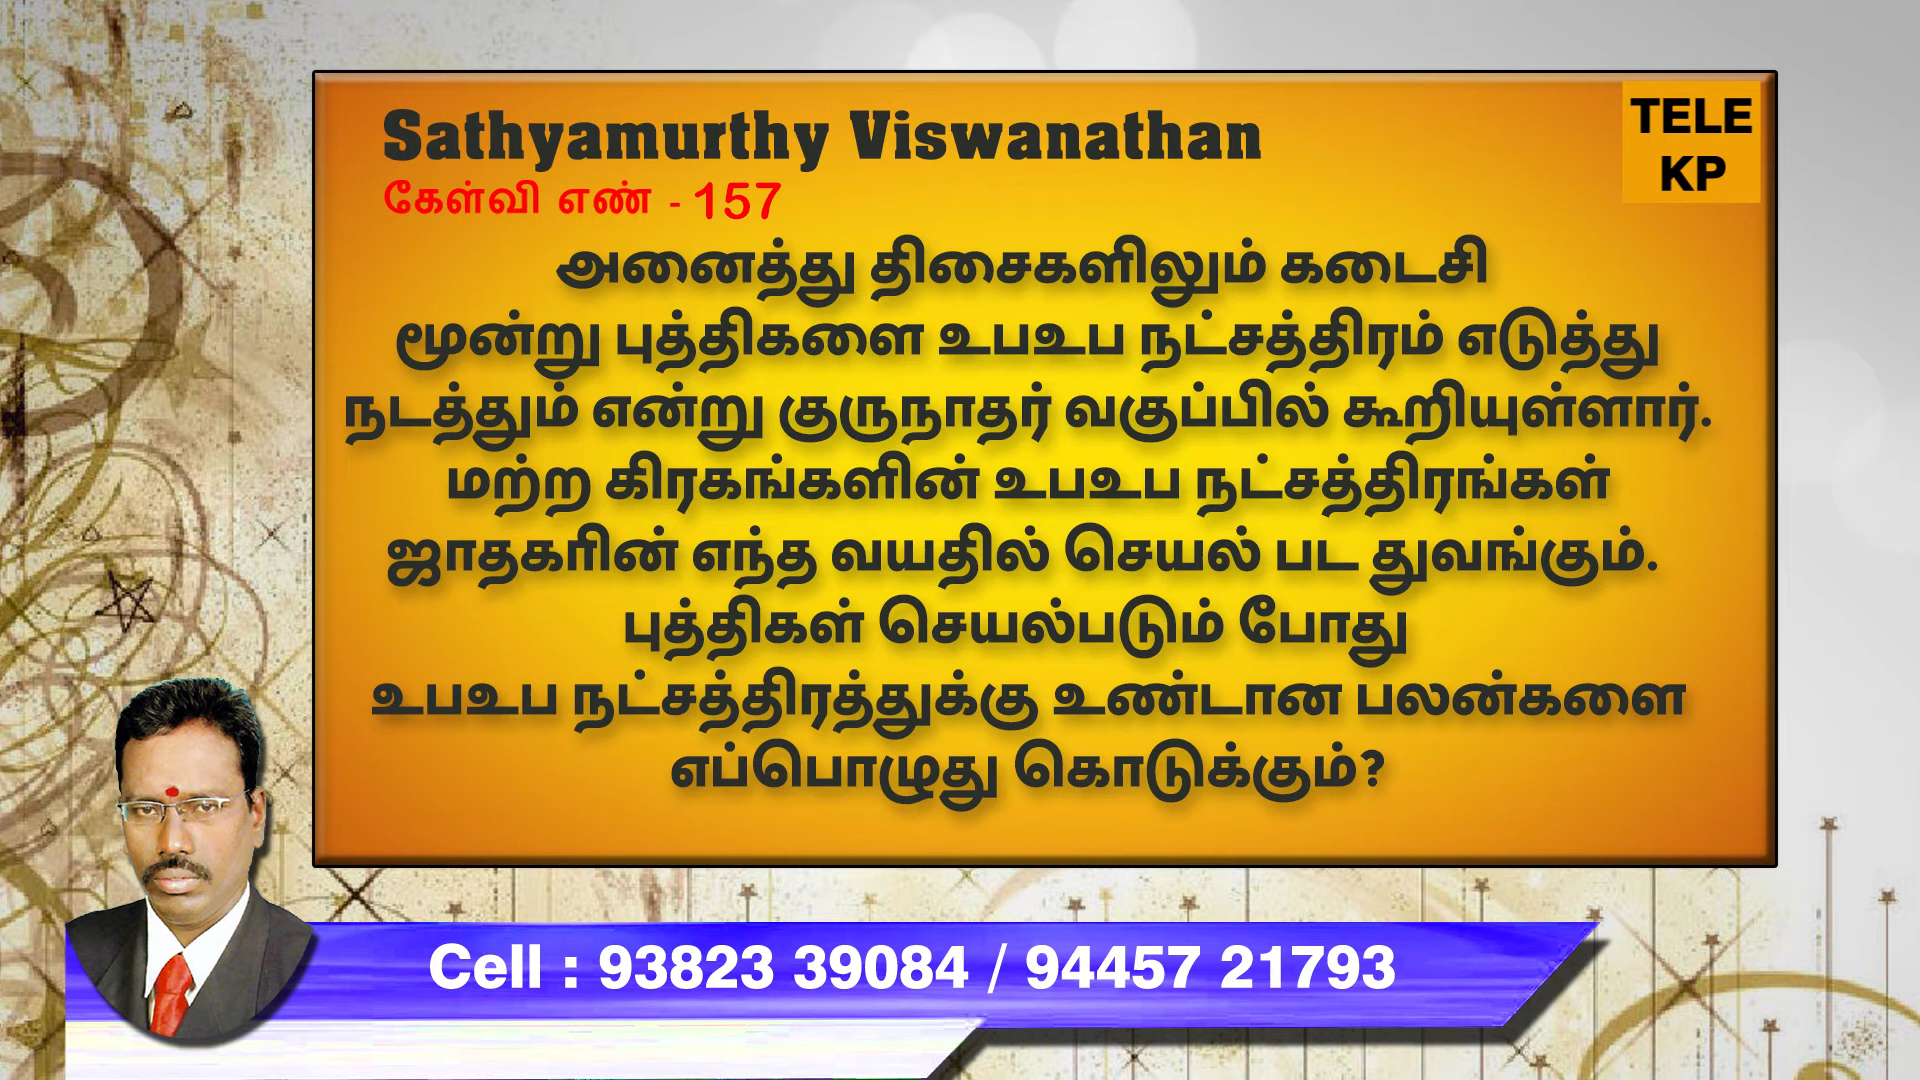 Sathyamurthy Viswanathan
TELE
KP
கேள்வி எண் - 157
அனைத்து திசைகளிலும் கடைசி
மூன்று புத்திகளை உபஉப நட்சத்திரம் எடுத்து
நடத்தும் என்று குருநாதர் வகுப்பில் கூறியுள்ளார்.
மற்ற கிரகங்களின் உபஉப நட்சத்திரங்கள்
ஜாதகரின் எந்த வயதில் செயல் பட துவங்கும்.
புத்திகள் செயல்படும் போது
உபஉப நட்சத்திரத்துக்கு உண்டான பலன்களை
எப்பொழுது கொடுக்கும்?
Cell : 93823 39084 / 94457 21793